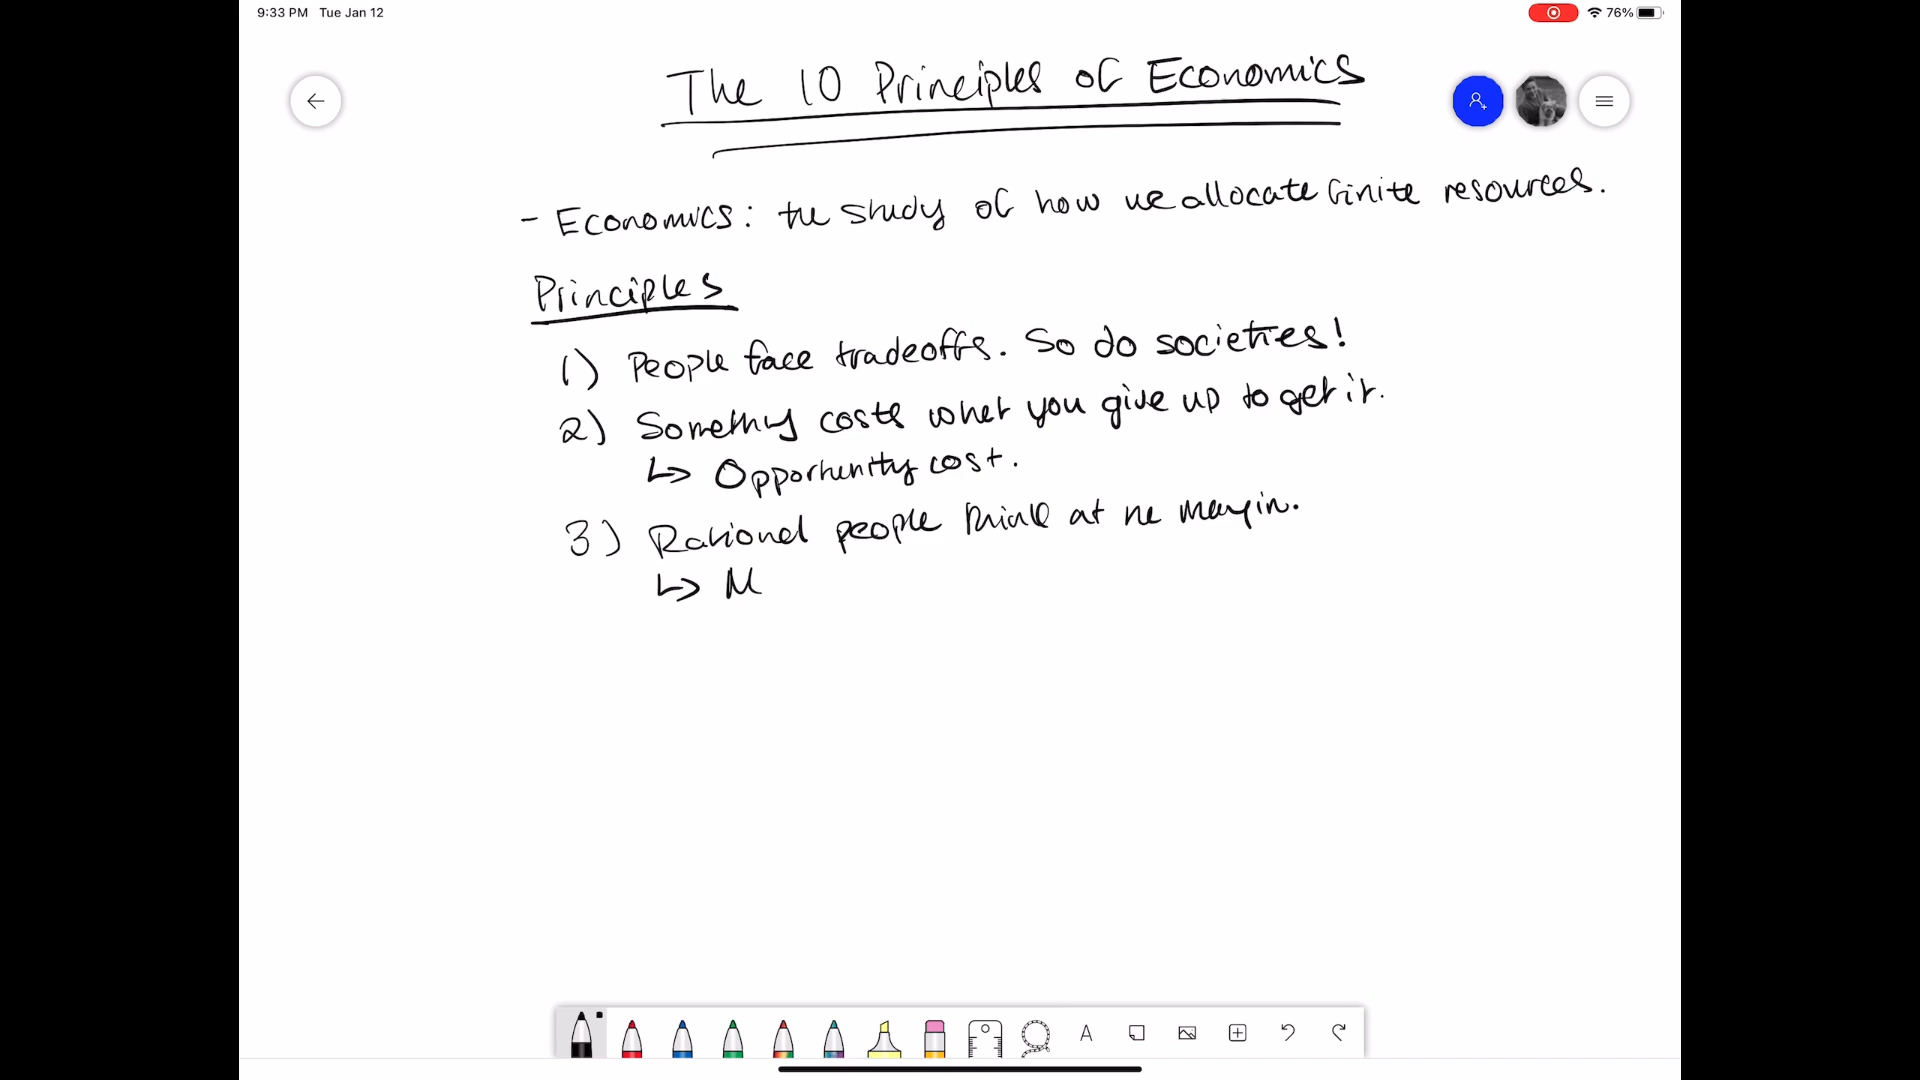 9:33 PM Tue Jan 12
76%
The 10 Principles of Economics
- Economics: the study of how we allocate finite resources.
Principles
1) People face tradeoffs. So do societies!
2) Something costs what you give up to get it.
↳ Opportunity cost.
3) Rational people think at the margin.
↳ M
A